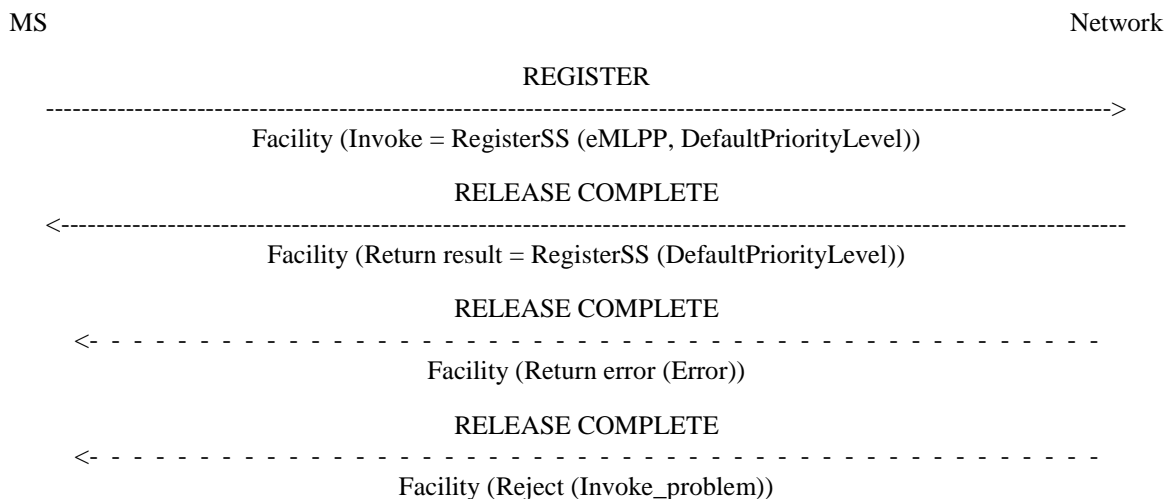 MS Network
REGISTER
Facility (Invoke = RegisterSS (eMLPP, DefaultPriorityLevel))
RELEASE COMPLETE
Facility (Return result = RegisterSS (DefaultPriorityLevel))
RELEASE COMPLETE
Facility (Return error (Error))
RELEASE COMPLETE
Facility (Reject (Invoke_problem))